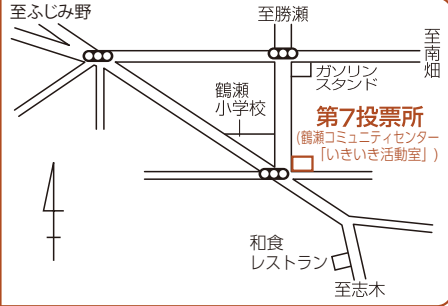 至ふじみ野
至勝瀬
至南畑
ガソリン
スタンド
鶴瀬
小学校
第7投票所
(鶴瀬コミュニティセンター
「いきいき活動室」)
和食
レストラン
至志木